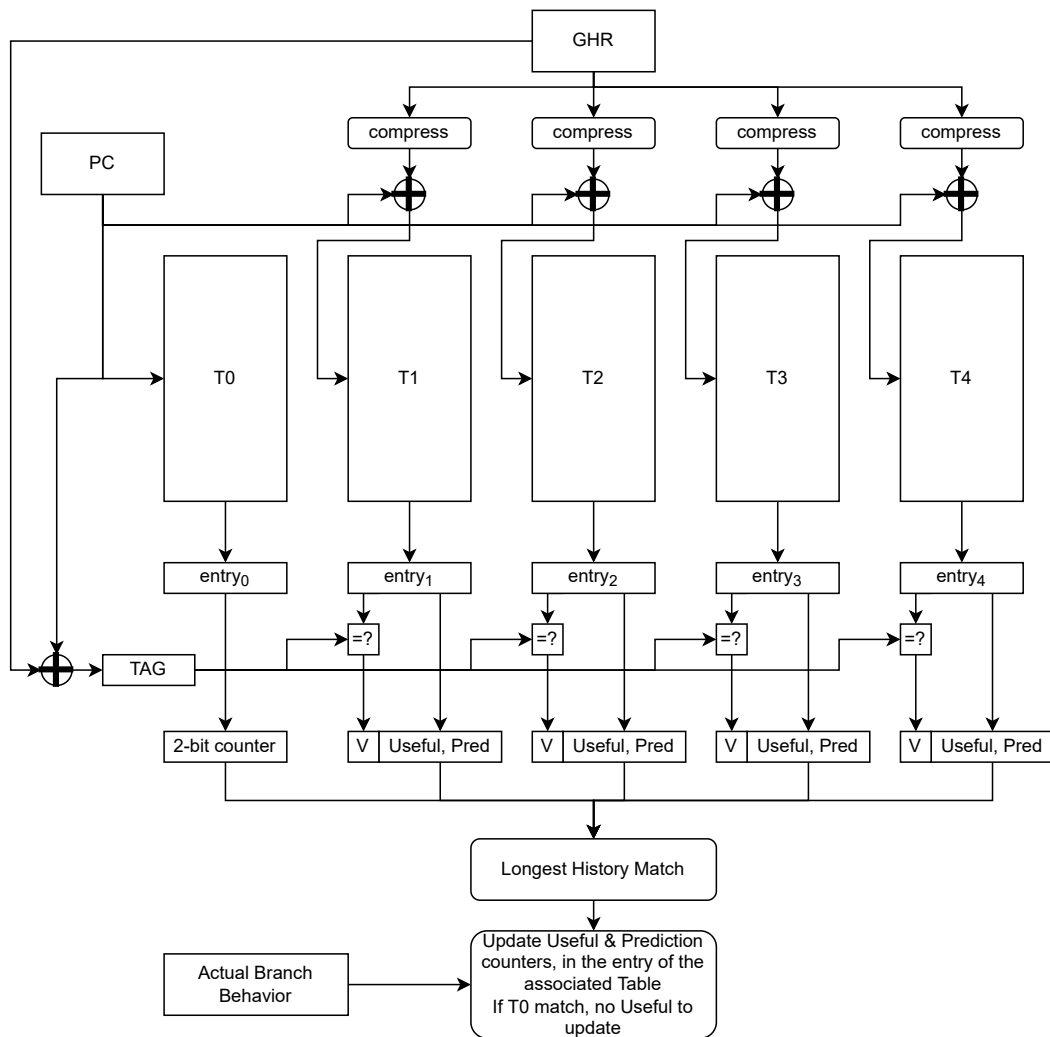 GHR
compress
compress
compress
compress
PC
T0
T1
T2
T3
T4
entry0
entry1
entry2
entry3
entry4
=?
=?
=?
=?
TAG
2-bit counter
V
Useful, Pred
V
Useful, Pred
V
Useful, Pred
V
Useful, Pred
Longest History Match
Update Useful & Prediction
counters, in the entry of the
associated Table
If T0 match, no Useful to
update
Actual Branch
Behavior